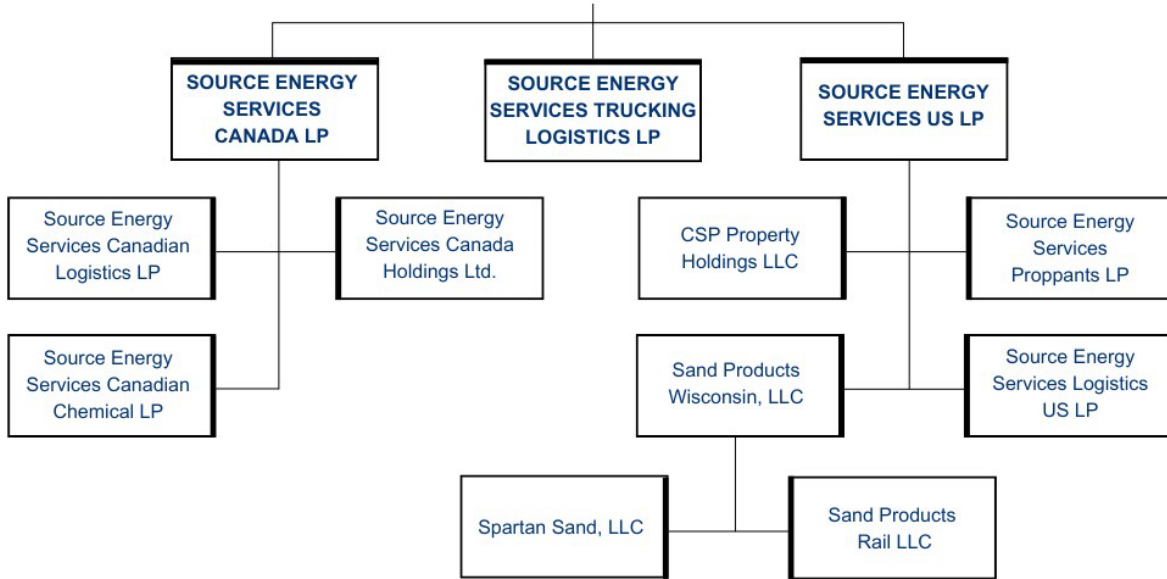 SOURCE ENERGY
SERVICES
CANADA LP
SOURCE ENERGY
SERVICES TRUCKING
LOGISTICS LP
SOURCE ENERGY
SERVICES US LP
Source Energy
Services Canadian
Logistics LP
Source Energy
Services Canada
Holdings Ltd.
CSP Property
Holdings LLC
Source Energy
Services
Proppants LP
Source Energy
Services Canadian
Chemical LP
Sand Products
Wisconsin, LLC
Source Energy
Services Logistics
US LP
Spartan Sand, LLC
Sand Products
Rail LLC